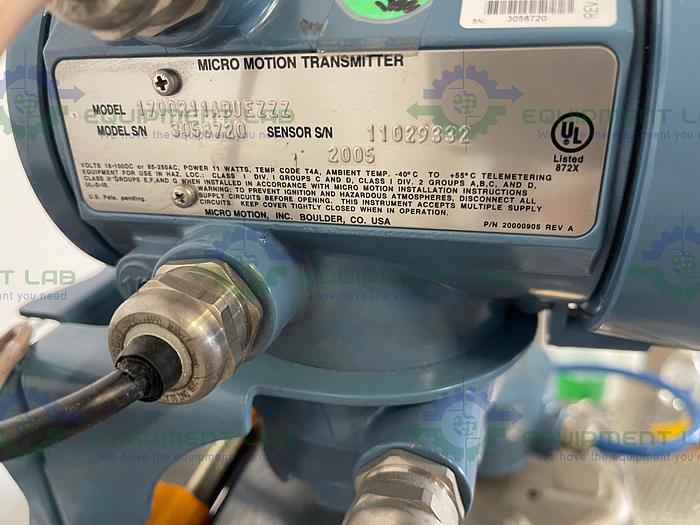 SN: 3058720
REV
MICRO MOTION TRANSMITTER
MODEL 1700R11ABUEZZZ
MODEL S/N 3058720 SENSOR S/N 11029332
2005
VOLTS 18-100DC or 85-250AC, POWER 11 WATTS, TEMP CODE T4A, AMBIENT TEMP. -40°C TO +55°C TELEMETERING
EQUIPMENT FOR USE IN HAZ. LOC.: CLASS I DIV. I GROUPS C AND D, CLASS I DIV. 2 GROUPS A,B,C, AND D,
CLASS II GROUPS E,F,AND G WHEN INSTALLED IN ACCORDANCE WITH MICRO MOTION INSTALLATION INSTRUCTIONS
UL-D-IS.
WARNING: TO PREVENT IGNITION AND HAZARDOUS ATMOSPHERES, DISCONNECT ALL
SUPPLY CIRCUITS BEFORE OPENING. THIS INSTRUMENT ACCEPTS MULTIPLE SUPPLY
U.S. Pats. pending.
CIRCUITS. KEEP COVER TIGHTLY CLOSED WHEN IN OPERATION.
MICRO MOTION, INC. BOULDER, CO. USA
P/N 20000905 REV A
UL
Listed
872X
EQUIPMENT LAB
We have the equipment you need